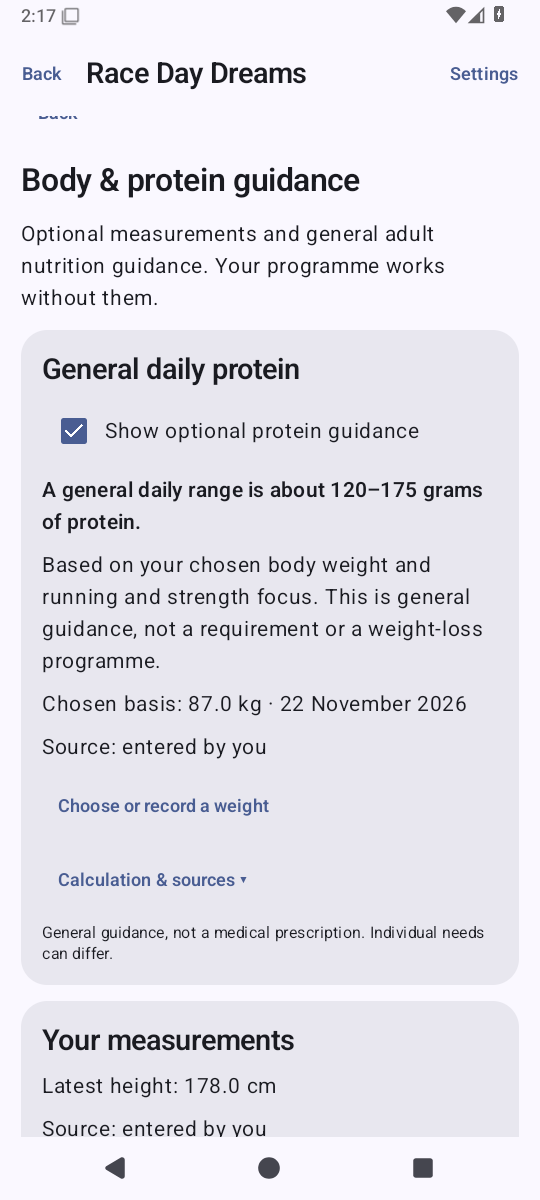 2:17
Back Race Day Dreams Settings
Back
Body & protein guidance
Optional measurements and general adult
nutrition guidance. Your programme works
without them.
General daily protein
Show optional protein guidance
A general daily range is about 120–175 grams
of protein.
Based on your chosen body weight and
running and strength focus. This is general
guidance, not a requirement or a weight-loss
programme.
Chosen basis: 87.0 kg · 22 November 2026
Source: entered by you
Choose or record a weight
Calculation & sources ▾
General guidance, not a medical prescription. Individual needs
can differ.
Your measurements
Latest height: 178.0 cm
Source: entered by you